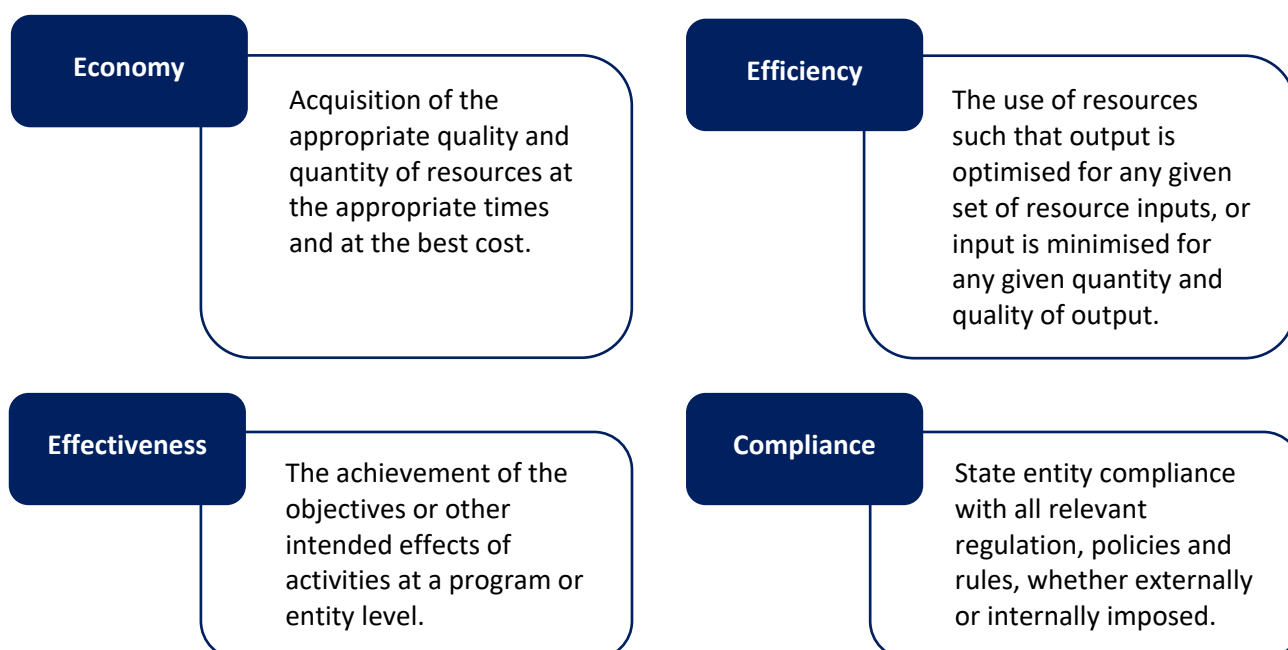 Economy
Acquisition of the
appropriate quality and
quantity of resources at
the appropriate times
and at the best cost.
Efficiency
The use of resources
such that output is
optimised for any given
set of resource inputs, or
input is minimised for
any given quantity and
quality of output.
Effectiveness
The achievement of the
objectives or other
intended effects of
activities at a program or
entity level.
Compliance
State entity compliance
with all relevant
regulation, policies and
rules, whether externally
or internally imposed.